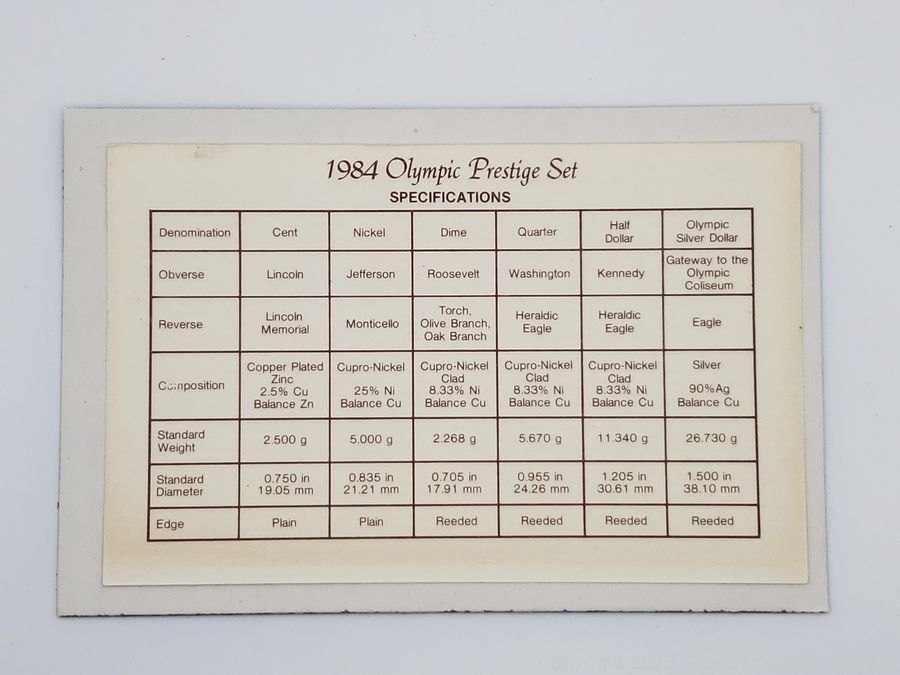 1984 Olympic Prestige Set
SPECIFICATIONS
Denomination Cent Nickel Dime Quarter Half Dollar Olympic Silver Dollar
Obverse Lincoln Jefferson Roosevelt Washington Kennedy Gateway to the Olympic Coliseum
Reverse Lincoln Memorial Monticello Torch, Olive Branch, Oak Branch Heraldic Eagle Heraldic Eagle Eagle
Composition Copper Plated Zinc 2.5% Cu Balance Zn Cupro-Nickel 25% Ni Balance Cu Cupro-Nickel Clad 8.33% Ni Balance Cu Cupro-Nickel Clad 8.33% Ni Balance Cu Cupro-Nickel Clad 8.33% Ni Balance Cu Silver 90%Ag Balance Cu
Standard Weight 2.500 g 5.000 g 2.268 g 5.670 g 11.340 g 26.730 g
Standard Diameter 0.750 in 19.05 mm 0.835 in 21.21 mm 0.705 in 17.91 mm 0.955 in 24.26 mm 1.205 in 30.61 mm 1.500 in 38.10 mm
Edge Plain Plain Reeded Reeded Reeded Reeded
Copyright